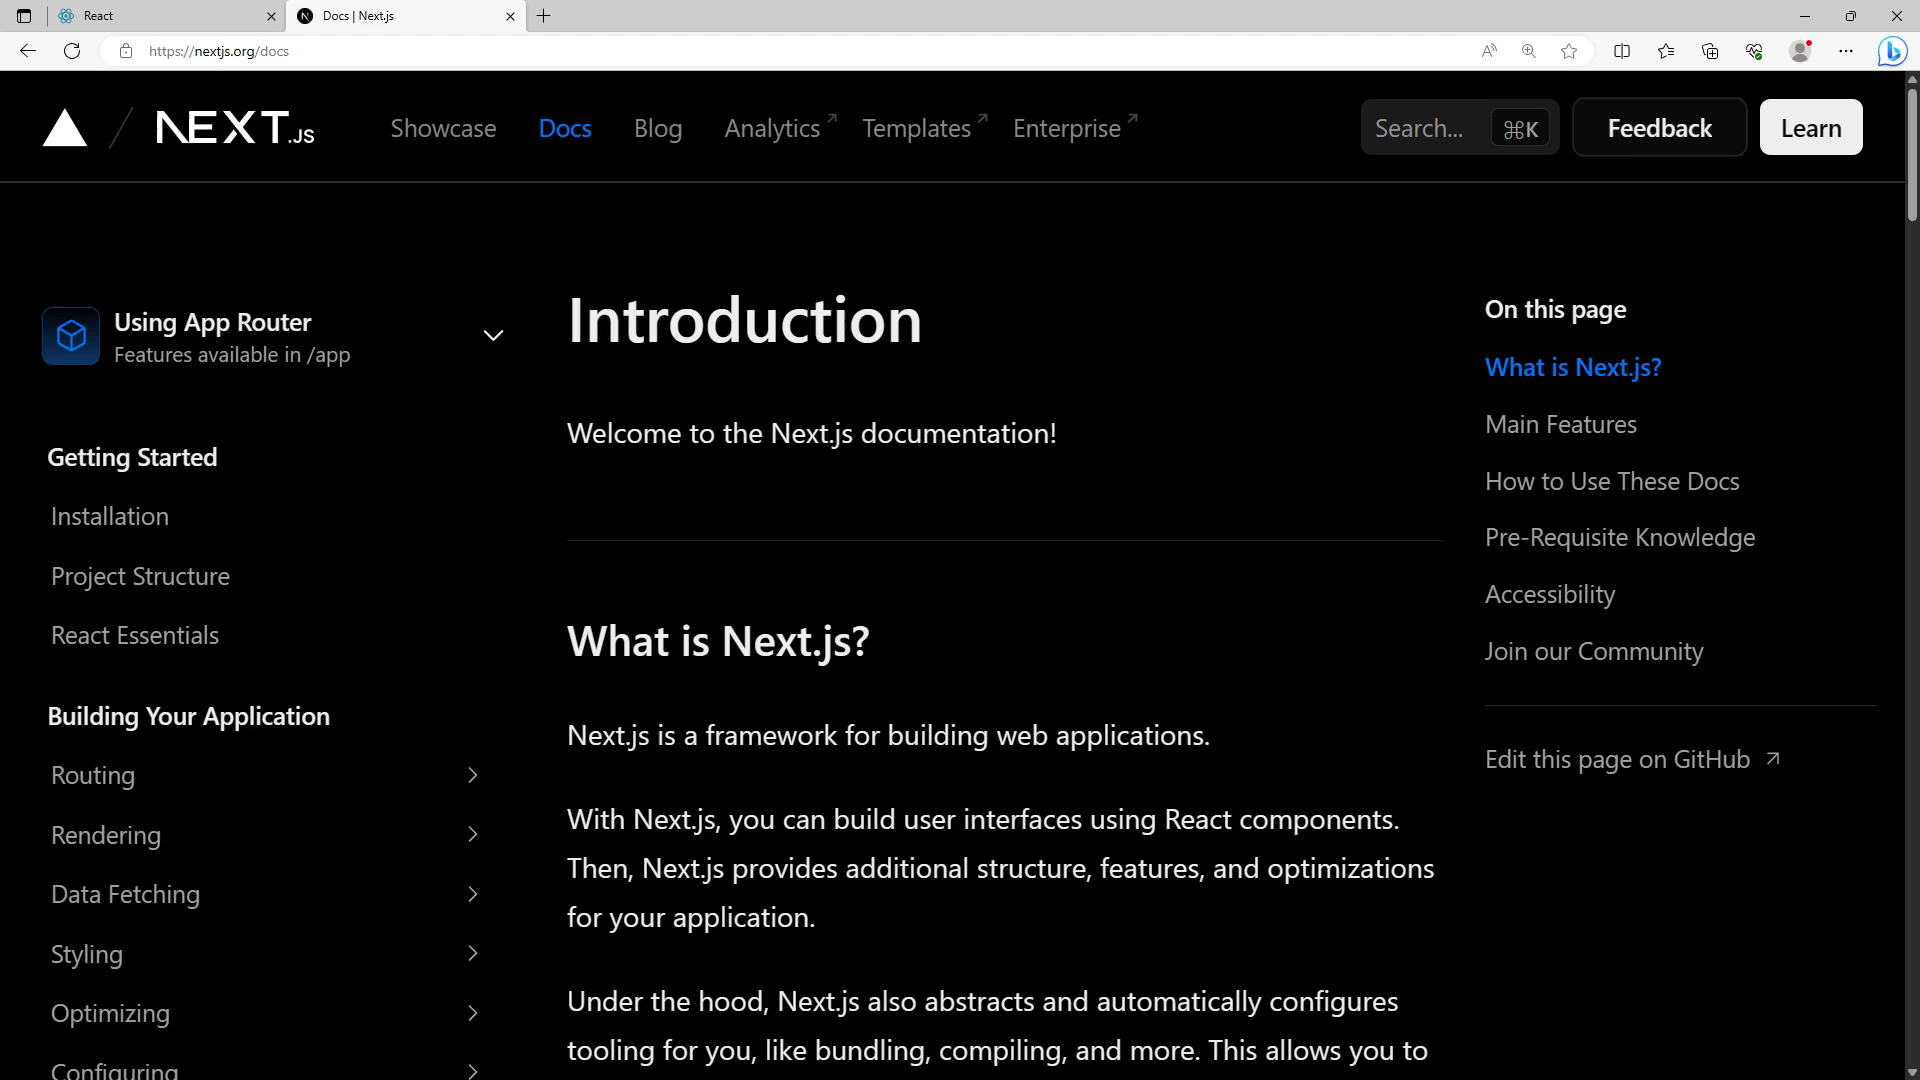 React
Docs | Next.js
https://nextjs.org/docs
NEXT.JS
Showcase
Docs
Blog
Analytics
Templates
Enterprise
Search...
⌘K
Feedback
Learn
Using App Router
Features available in /app
Getting Started
Installation
Project Structure
React Essentials
Building Your Application
Routing
Rendering
Data Fetching
Styling
Optimizing
Configuring
Introduction
Welcome to the Next.js documentation!
What is Next.js?
Next.js is a framework for building web applications.
With Next.js, you can build user interfaces using React components.
Then, Next.js provides additional structure, features, and optimizations
for your application.
Under the hood, Next.js also abstracts and automatically configures
tooling for you, like bundling, compiling, and more. This allows you to
On this page
What is Next.js?
Main Features
How to Use These Docs
Pre-Requisite Knowledge
Accessibility
Join our Community
Edit this page on GitHub